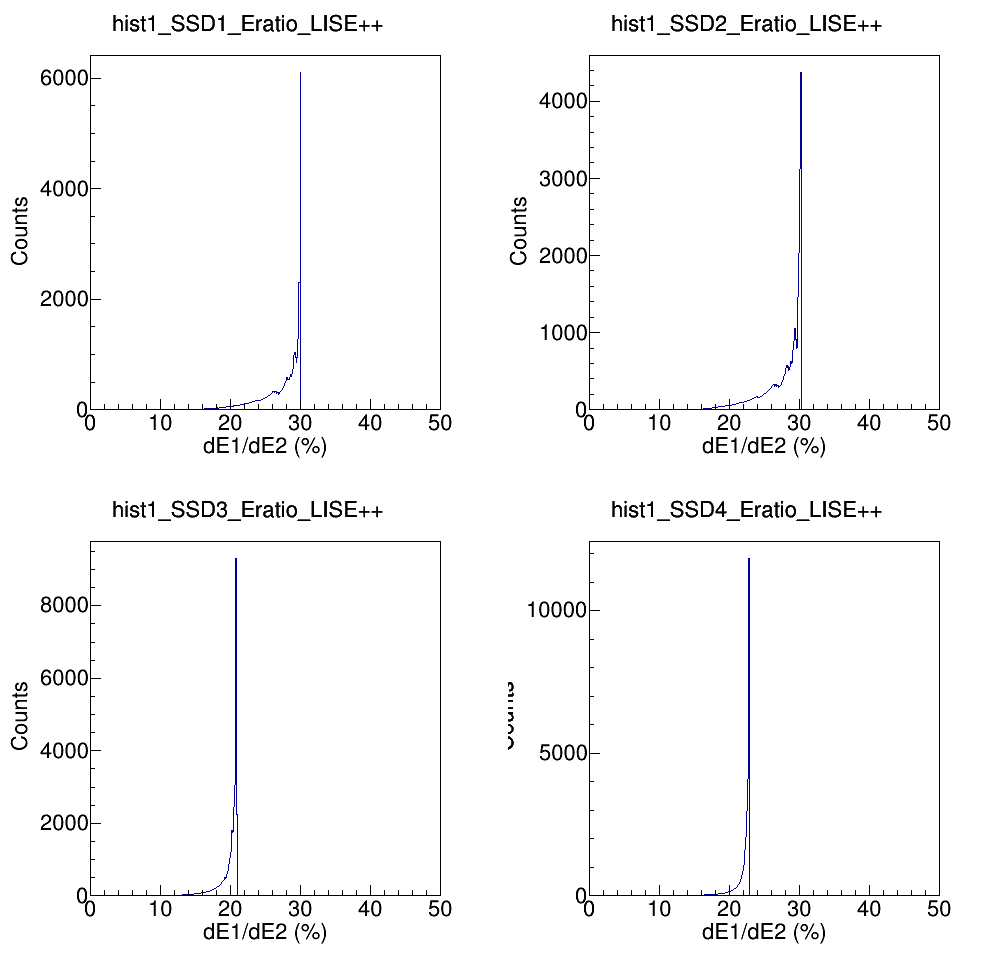 hist1_SSD1_Eratio_LISE++
6000
4000
2000
0
Counts
0 10 20 30 40 50
dE1/dE2 (%)
hist1_SSD2_Eratio_LISE++
4000
3000
2000
1000
0
Counts
0 10 20 30 40 50
dE1/dE2 (%)
hist1_SSD3_Eratio_LISE++
8000
6000
4000
2000
0
Counts
0 10 20 30 40 50
dE1/dE2 (%)
hist1_SSD4_Eratio_LISE++
10000
5000
0
Counts
0 10 20 30 40 50
dE1/dE2 (%)